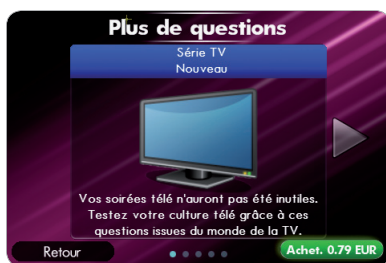 Plus de questions
Série TV
Nouveau
Vos soirées télé n'auront pas été inutiles.
Testez votre culture télé grâce à ces
questions issues du monde de la TV.
Retour
Achet. 0.79 EUR